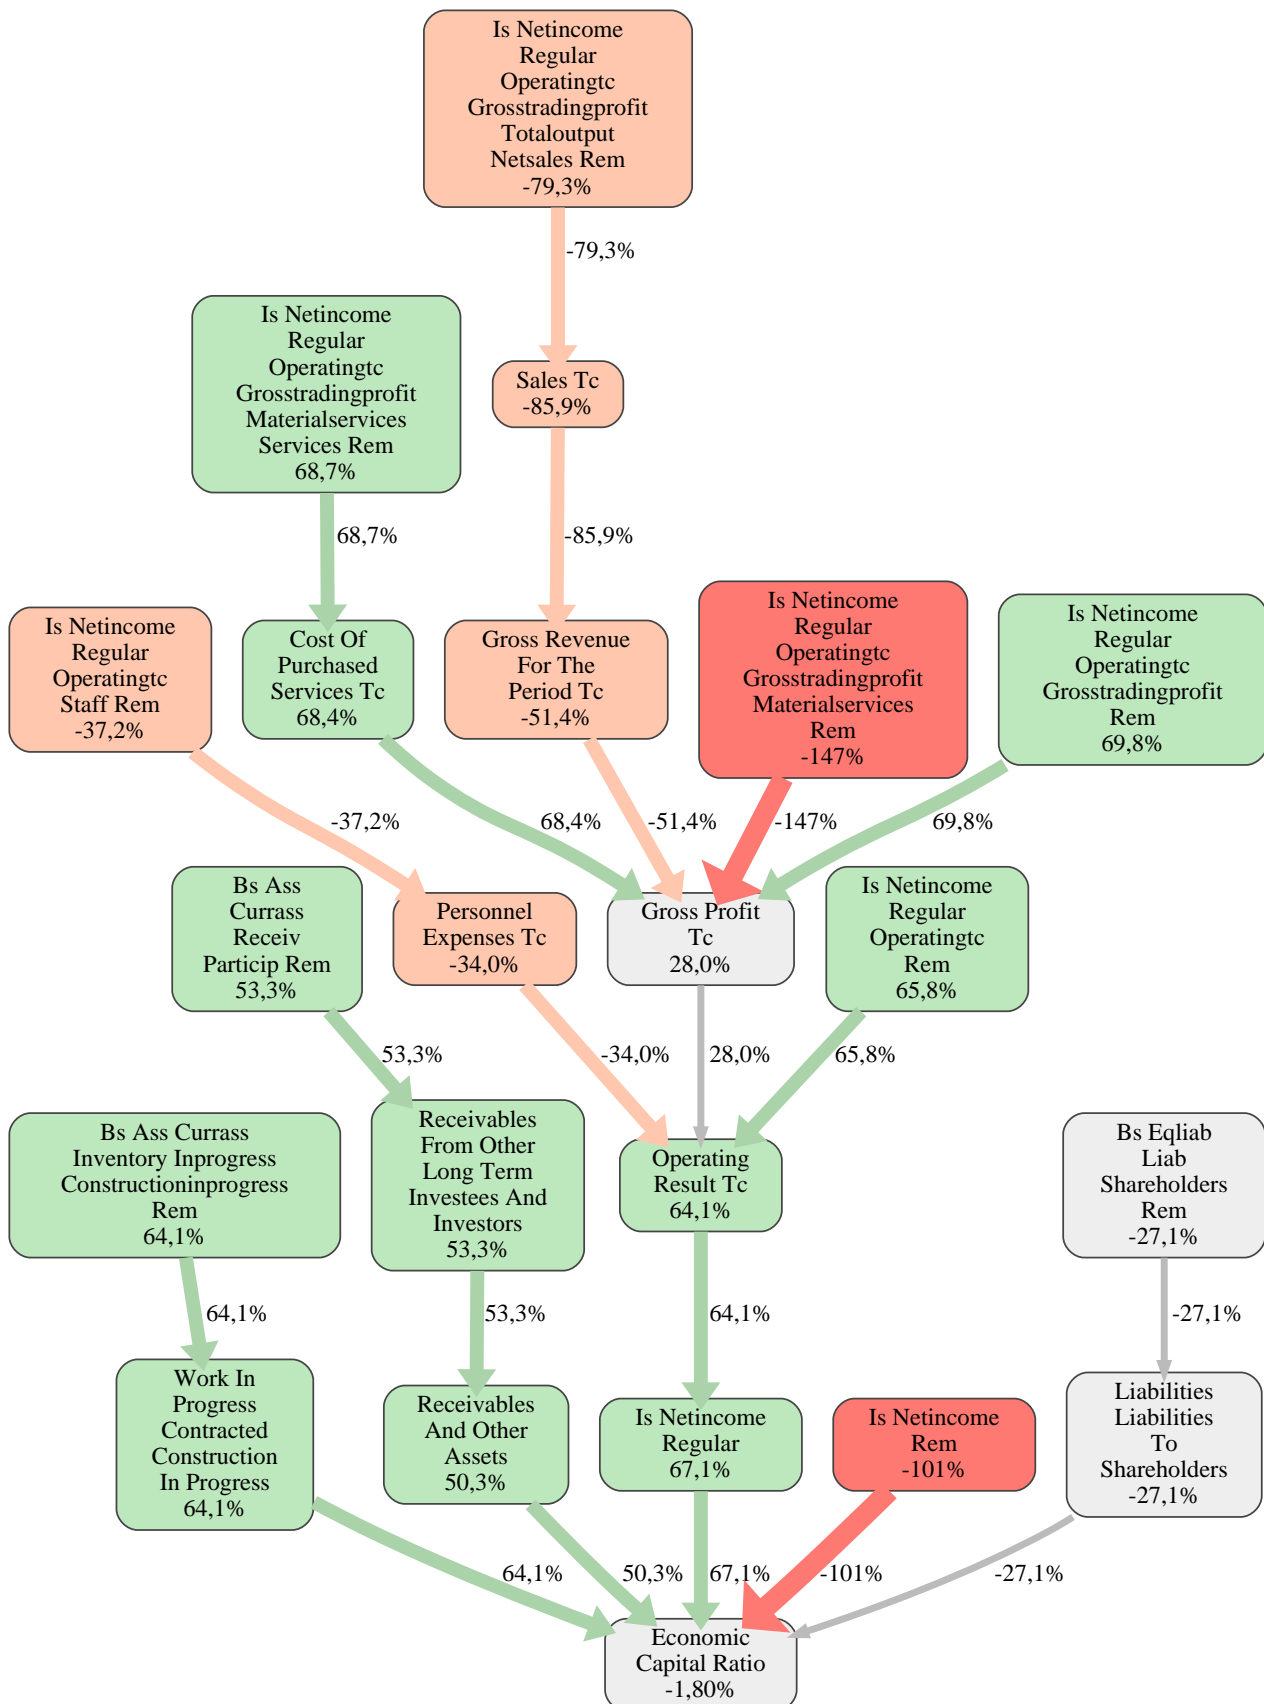 Is Netincome
Regular
Operatingtc
Grosstradingprofit
Totaloutput
Netsales Rem
-79,3%
-79,3%
Is Netincome
Regular
Operatingtc
Grosstradingprofit
Materialservices
Services Rem
68,7%
Sales Tc
-85,9%
68,7%
-85,9%
Is Netincome
Regular
Operatingtc
Staff Rem
-37,2%
Cost Of
Purchased
Services Tc
68,4%
Gross Revenue
For The
Period Tc
-51,4%
Is Netincome
Regular
Operatingtc
Grosstradingprofit
Materialservices
Rem
-147%
Is Netincome
Regular
Operatingtc
Grosstradingprofit
Rem
69,8%
-37,2%
68,4%
-51,4%
-147%
69,8%
Bs Ass
Currass
Receiv
Particip Rem
53,3%
Personnel
Expenses Tc
-34,0%
Gross Profit
Tc
28,0%
Is Netincome
Regular
Operatingtc
Rem
65,8%
53,3%
-34,0%
28,0%
65,8%
Bs Ass Currass
Inventory Inprogress
Constructioninprogress
Rem
64,1%
Receivables
From Other
Long Term
Investees And
Investors
53,3%
Operating
Result Tc
64,1%
Bs Eqliab
Liab
Shareholders
Rem
-27,1%
64,1%
53,3%
64,1%
-27,1%
Work In
Progress
Contracted
Construction
In Progress
64,1%
Receivables
And Other
Assets
50,3%
Is Netincome
Regular
67,1%
Is Netincome
Rem
-101%
Liabilities
Liabilities
To
Shareholders
-27,1%
64,1%
50,3%
67,1%
-101%
-27,1%
Economic
Capital Ratio
-1,80%